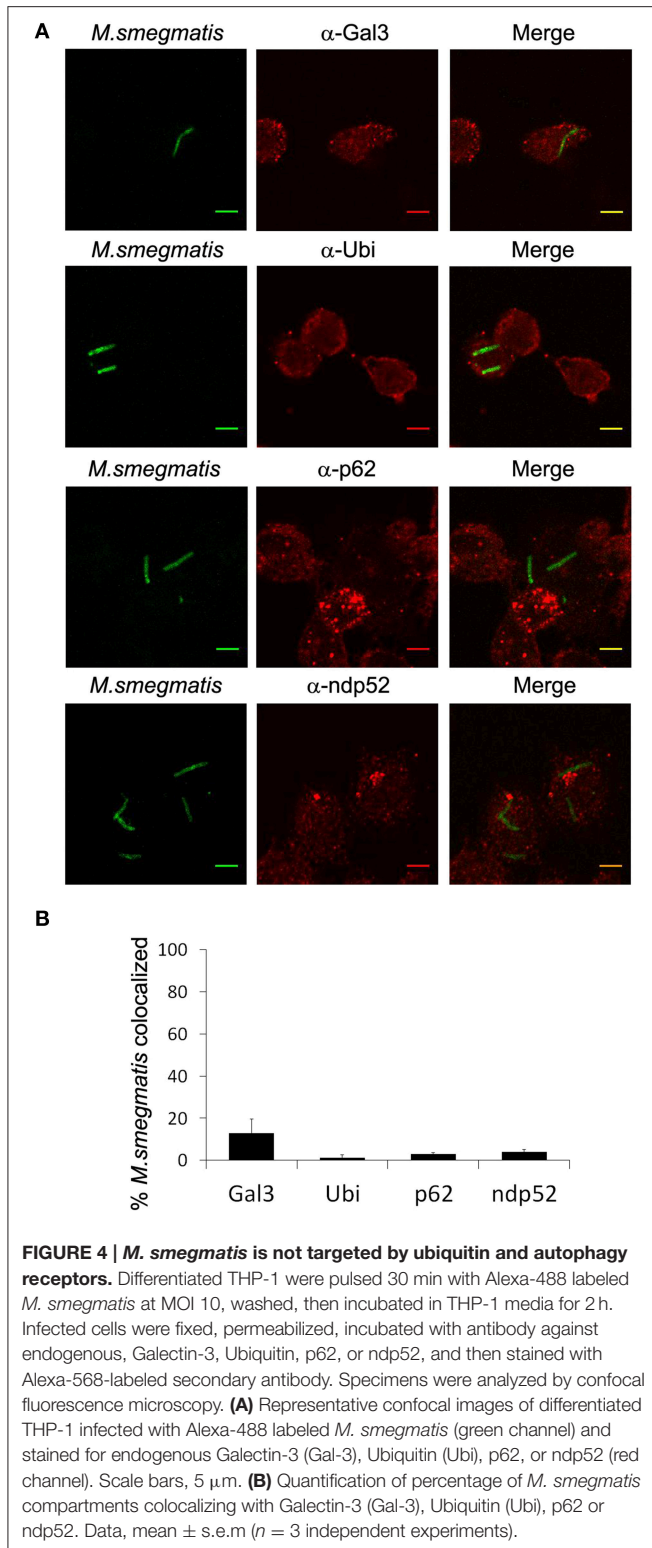 A
M.smegmatis α-Gal3 Merge
M.smegmatis α-Ubi Merge
M.smegmatis α-p62 Merge
M.smegmatis α-ndp52 Merge
B
% M.smegmatis colocalized
100
80
60
40
20
0
Gal3 Ubi p62 ndp52
FIGURE 4 | M. smegmatis is not targeted by ubiquitin and autophagy
receptors. Differentiated THP-1 were pulsed 30 min with Alexa-488 labeled
M. smegmatis at MOI 10, washed, then incubated in THP-1 media for 2 h.
Infected cells were fixed, permeabilized, incubated with antibody against
endogenous, Galectin-3, Ubiquitin, p62, or ndp52, and then stained with
Alexa-568-labeled secondary antibody. Specimens were analyzed by confocal
fluorescence microscopy. (A) Representative confocal images of differentiated
THP-1 infected with Alexa-488 labeled M. smegmatis (green channel) and
stained for endogenous Galectin-3 (Gal-3), Ubiquitin (Ubi), p62, or ndp52 (red
channel). Scale bars, 5 μm. (B) Quantification of percentage of M. smegmatis
compartments colocalizing with Galectin-3 (Gal-3), Ubiquitin (Ubi), p62 or
ndp52. Data, mean ± s.e.m (n = 3 independent experiments).